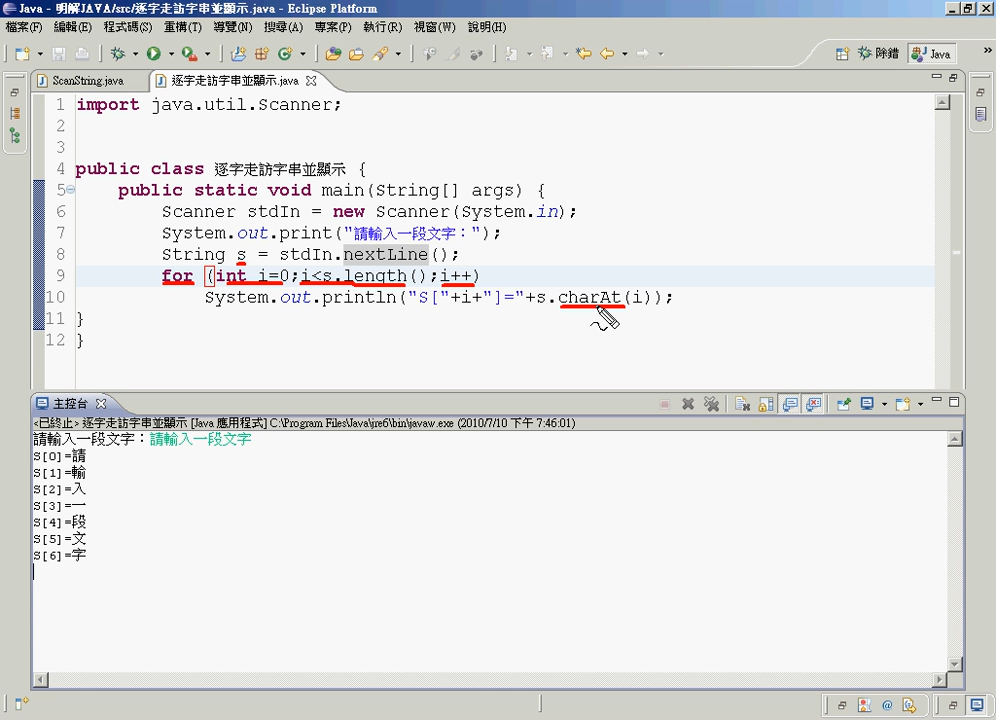 Java - 明解JAVA/src/逐字走訪字串並顯示.java - Eclipse Platform
檔案(F) 編輯(E) 程式碼(S) 重構(T) 導覽(N) 搜尋(A) 專案(P) 執行(R) 視窗(W) 說明(H)
除錯 Java »
ScanString.java 逐字走訪字串並顯示.java
1 import java.util.Scanner;
2
3
4 public class 逐字走訪字串並顯示 {
5 public static void main(String[] args) {
6 Scanner stdIn = new Scanner(System.in);
7 System.out.print("請輸入一段文字：");
8 String s = stdIn.nextLine();
9 for (int i=0;i<s.length();i++)
10 System.out.println("S["+i+"]="+s.charAt(i));
11 }
12 }
主控台
<已終止> 逐字走訪字串並顯示 [Java 應用程式] C:\Program Files\Java\jre6\bin\javaw.exe (2010/7/10 下午 7:46:01)
請輸入一段文字：請輸入一段文字
S[0]=請
S[1]=輸
S[2]=入
S[3]=一
S[4]=段
S[5]=文
S[6]=字